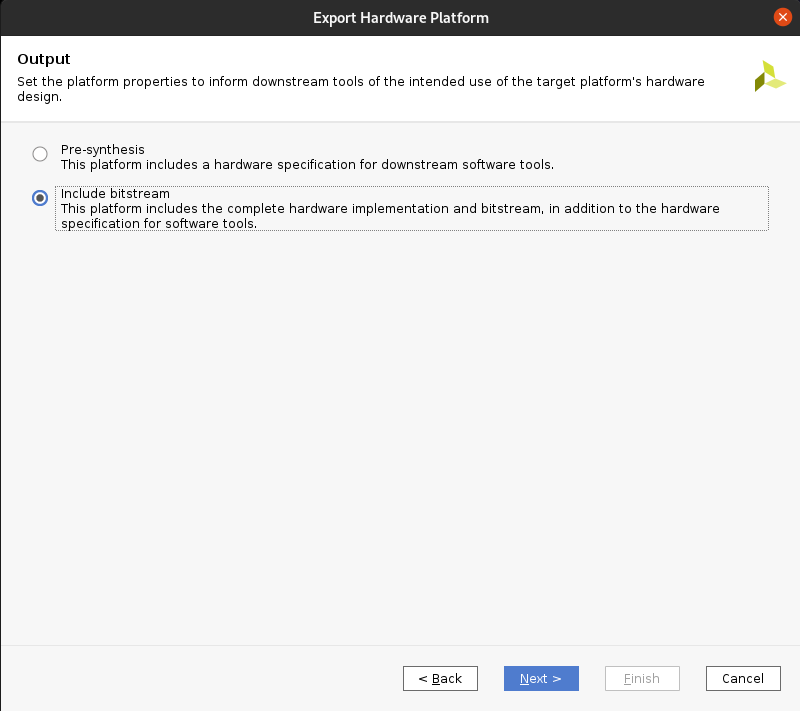 Export Hardware Platform
Output
Set the platform properties to inform downstream tools of the intended use of the target platform's hardware
design.
Pre-synthesis
This platform includes a hardware specification for downstream software tools.
Include bitstream
This platform includes the complete hardware implementation and bitstream, in addition to the hardware
specification for software tools.
< Back
Next >
Finish
Cancel